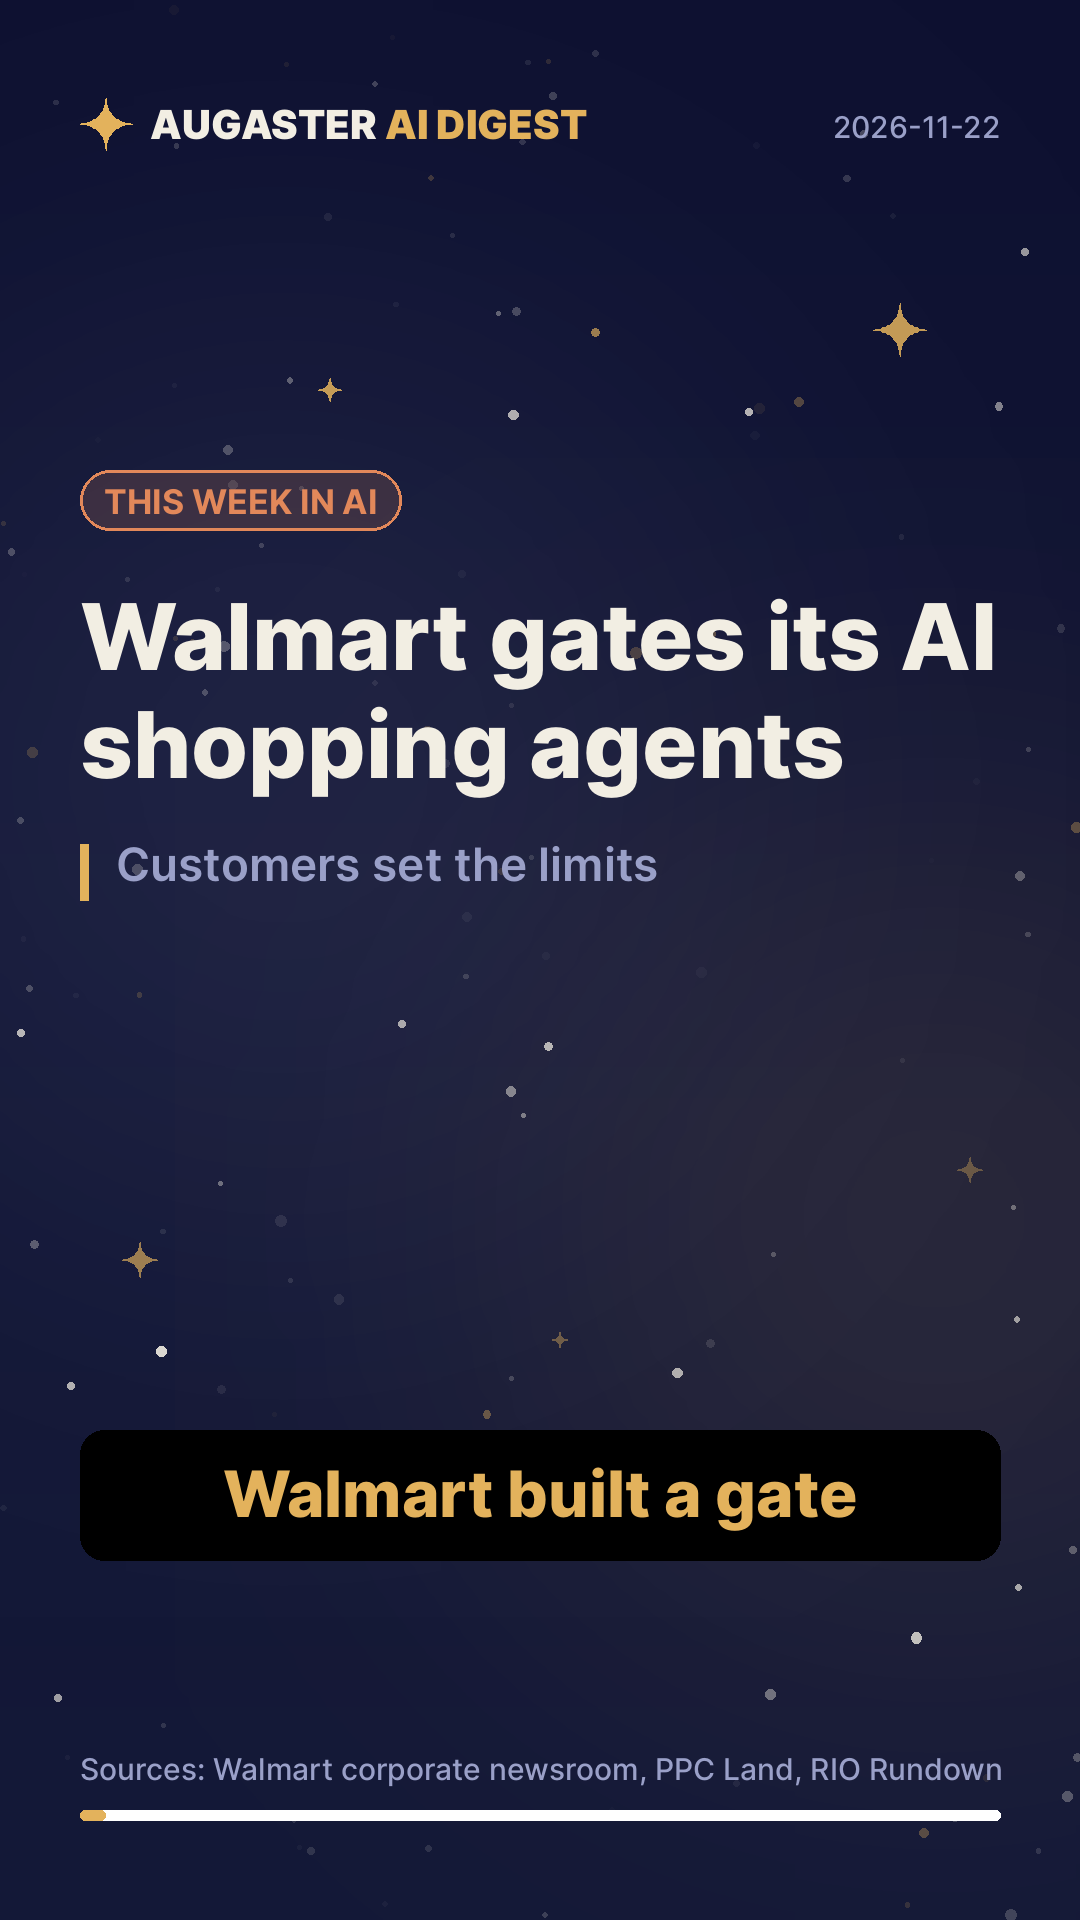 AUGASTER AI DIGEST
2026-11-22
THIS WEEK IN AI
Walmart gates its AI
shopping agents
Customers set the limits
Walmart built a gate
Sources: Walmart corporate newsroom, PPC Land, RIO Rundown